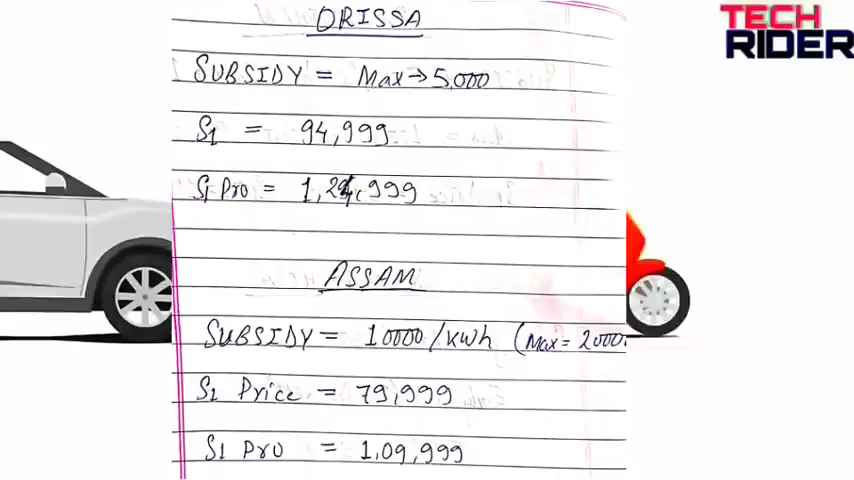 TECH
RIDER
ORISSA
SUBSIDY = Max → 5,000
S1 = 94,999
S1 Pro = 1,24,999
ASSAM
SUBSIDY = 10000/kwh (Max = 2000
S1 Price = 79,999
S1 Pro = 1,09,999